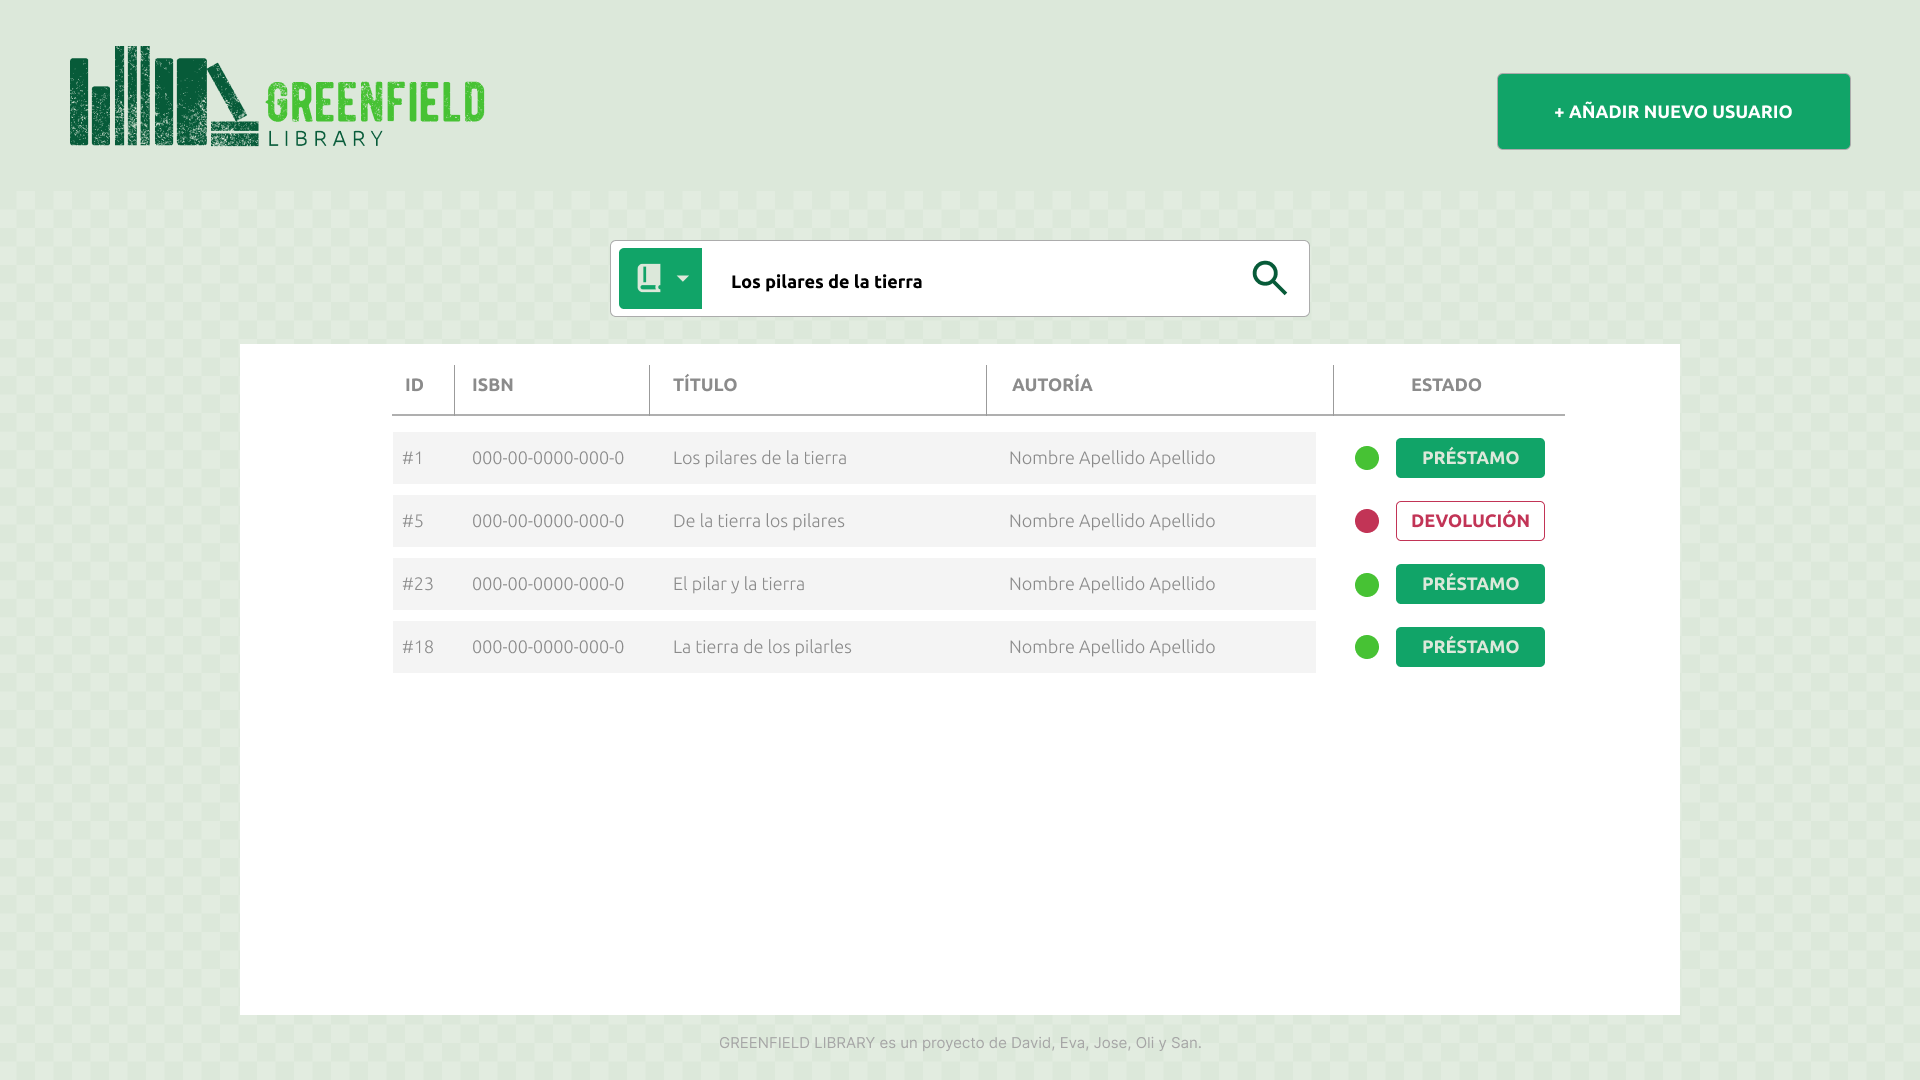 GREENFIELD
LIBRARY
+ AÑADIR NUEVO USUARIO
Los pilares de la tierra
ID ISBN TÍTULO AUTORÍA ESTADO
#1 000-00-0000-000-0 Los pilares de la tierra Nombre Apellido Apellido PRÉSTAMO
#5 000-00-0000-000-0 De la tierra los pilares Nombre Apellido Apellido DEVOLUCIÓN
#23 000-00-0000-000-0 El pilar y la tierra Nombre Apellido Apellido PRÉSTAMO
#18 000-00-0000-000-0 La tierra de los pilarles Nombre Apellido Apellido PRÉSTAMO
GREENFIELD LIBRARY es un proyecto de David, Eva, Jose, Oli y San.